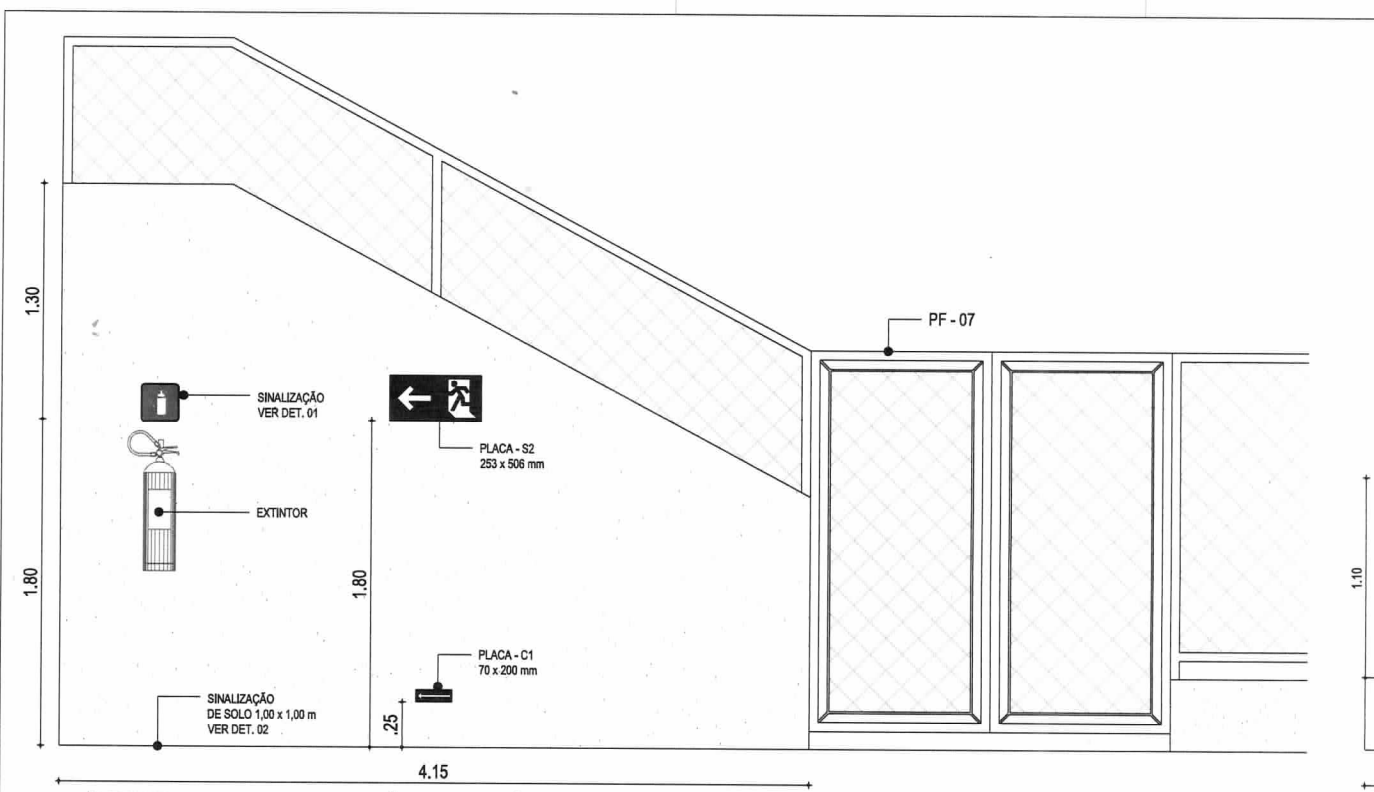 1.30
PF - 07
SINALIZAÇÃO
VER DET. 01
PLACA - S2
253 x 506 mm
EXTINTOR
1.80
1.80
1.10
PLACA - C1
70 x 200 mm
SINALIZAÇÃO
DE SOLO 1,00 x 1,00 m
VER DET. 02
.25
4.15